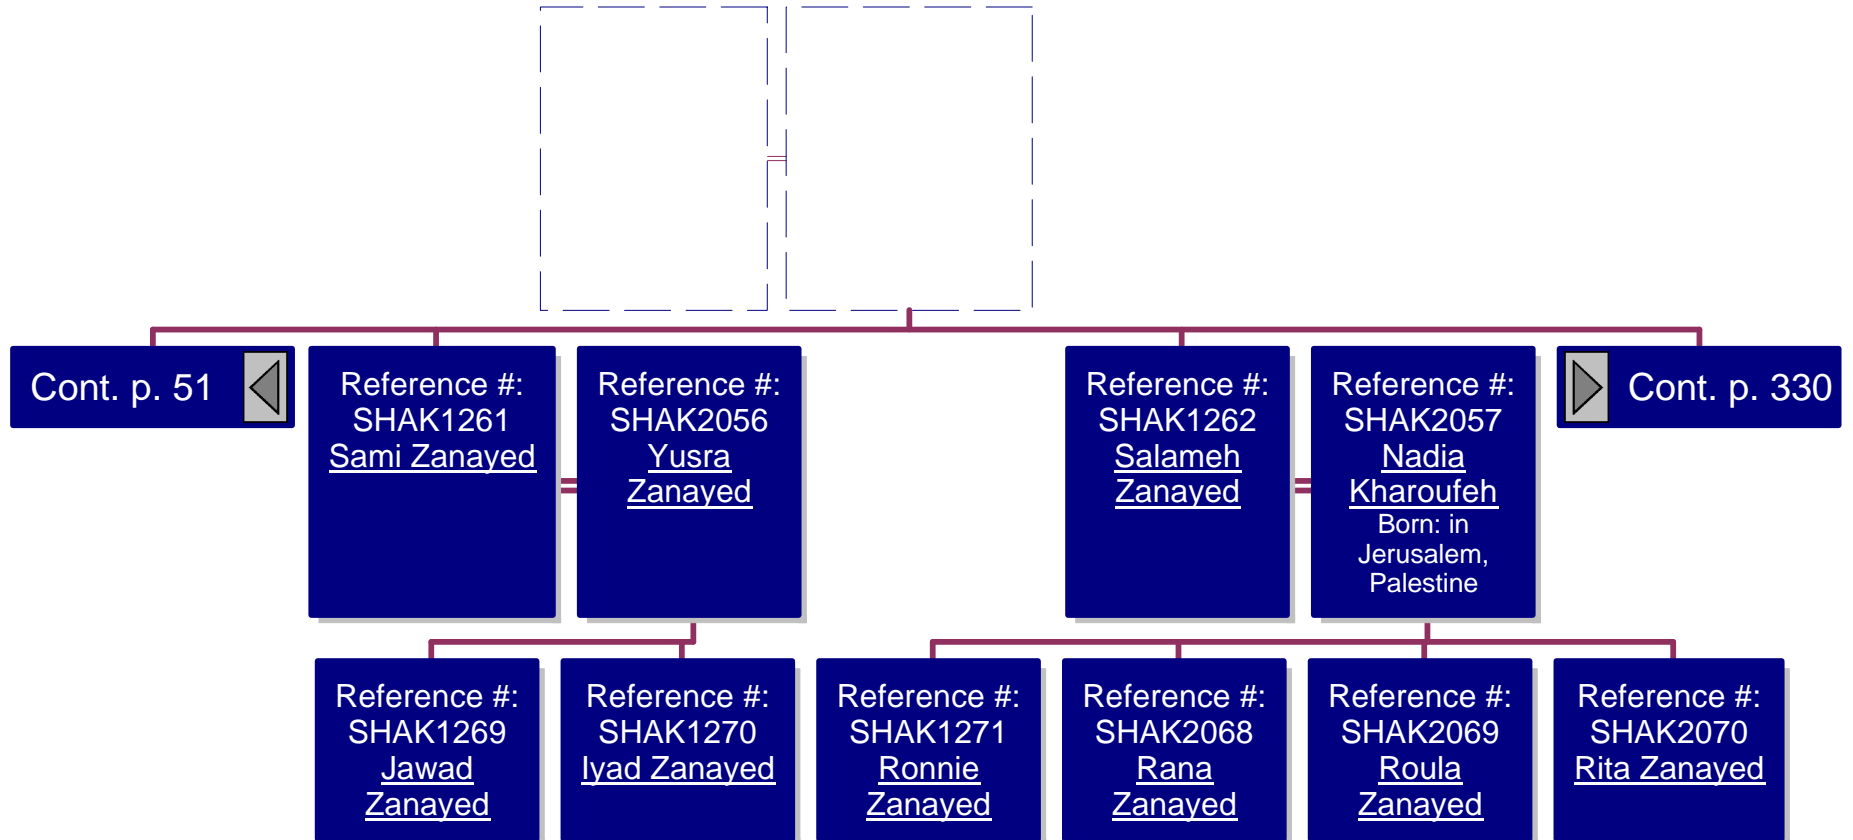 Cont. p. 51
Reference #:
SHAK1261
Sami Zanayed
Reference #:
SHAK2056
Yusra
Zanayed
Reference #:
SHAK1262
Salameh
Zanayed
Reference #:
SHAK2057
Nadia
Kharoufeh
Born: in
Jerusalem,
Palestine
Cont. p. 330
Reference #:
SHAK1269
Jawad
Zanayed
Reference #:
SHAK1270
Iyad Zanayed
Reference #:
SHAK1271
Ronnie
Zanayed
Reference #:
SHAK2068
Rana
Zanayed
Reference #:
SHAK2069
Roula
Zanayed
Reference #:
SHAK2070
Rita Zanayed